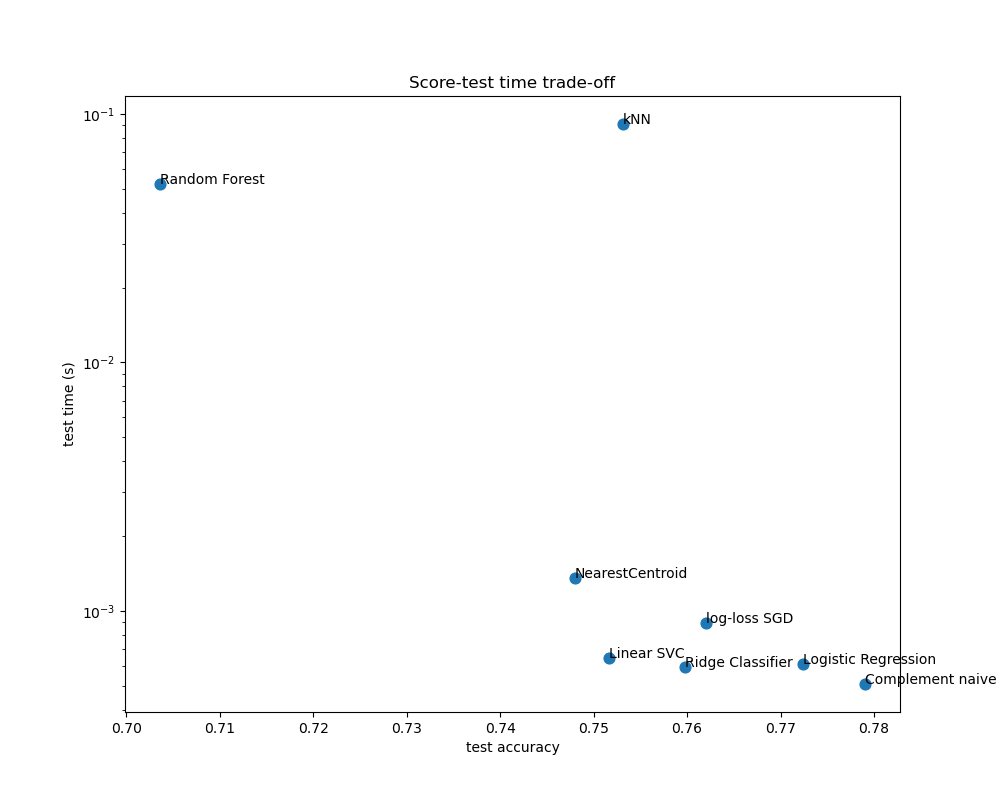 Score-test time trade-off
10⁻¹
kNN
Random Forest
10⁻²
test time (s)
NearestCentroid
10⁻³
log-loss SGD
Linear SVC
Ridge Classifier
Logistic Regression
Complement naive
0.70 0.71 0.72 0.73 0.74 0.75 0.76 0.77 0.78
test accuracy